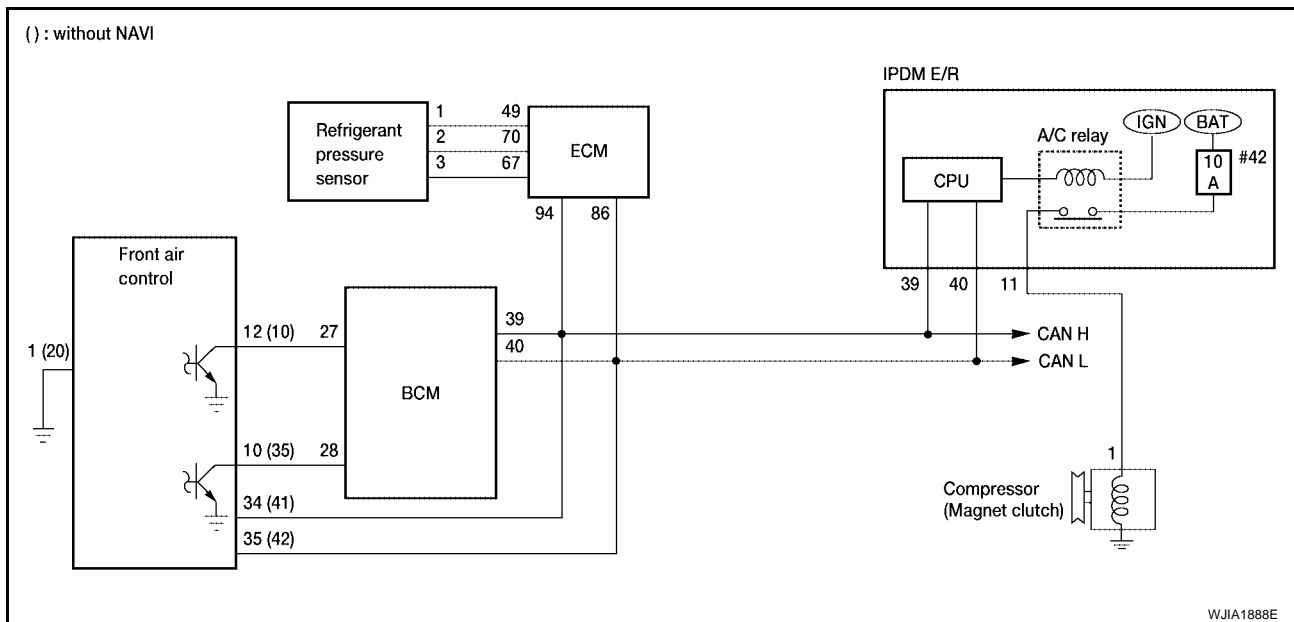 ( ) : without NAVI
IPDM E/R
IGN
BAT
A/C relay
10
A
#42
CPU
Refrigerant
pressure
sensor
1
49
2
70
3
67
ECM
94
86
39
40
11
Front air
control
12 (10)
27
39
CAN H
40
CAN L
1 (20)
BCM
10 (35)
28
34 (41)
35 (42)
1
Compressor
(Magnet clutch)
WJIA1888E